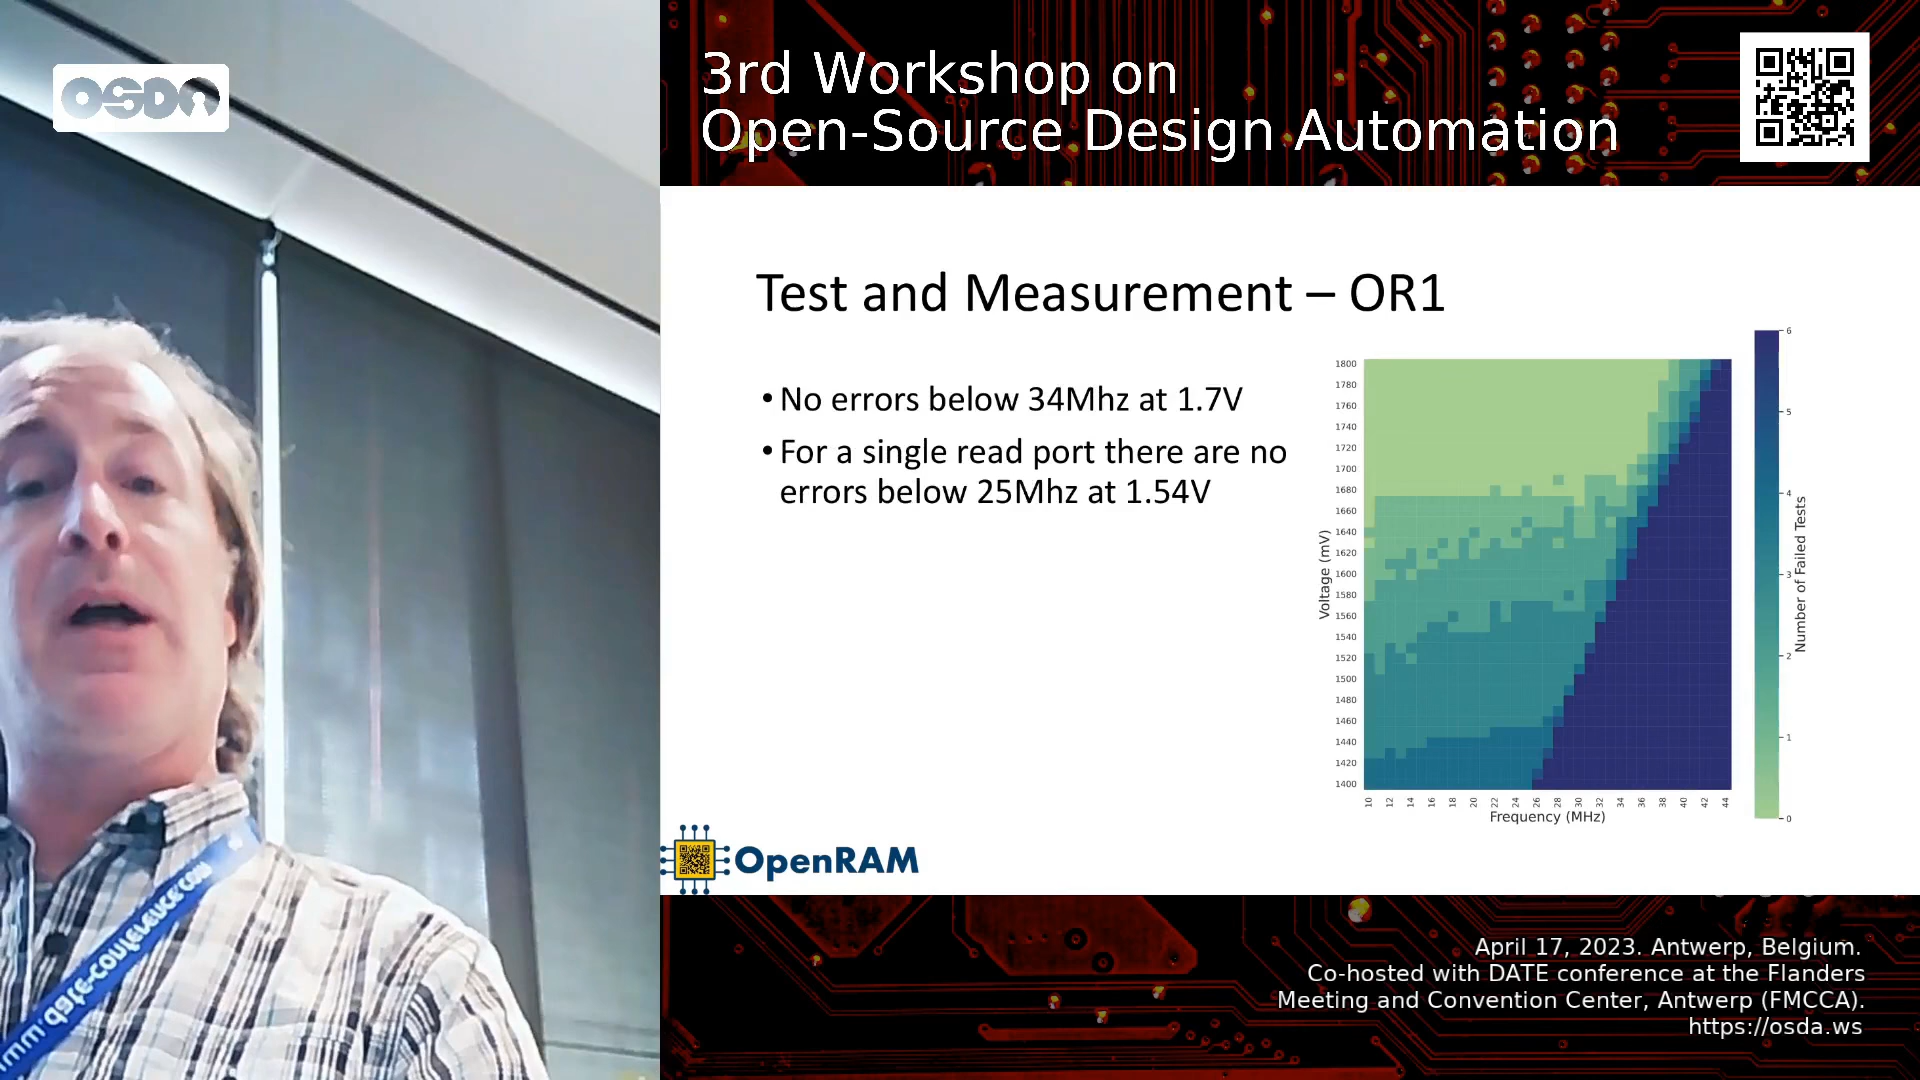 OSDA
3rd Workshop on
Open-Source Design Automation
Test and Measurement – OR1
• No errors below 34Mhz at 1.7V
• For a single read port there are no
errors below 25Mhz at 1.54V
Voltage (mV)
1800
1780
1760
1740
1720
1700
1680
1660
1640
1620
1600
1580
1560
1540
1520
1500
1480
1460
1440
1420
1400
10 12 14 16 18 20 22 24 26 28 30 32 34 36 38 40 42 44
Frequency (MHz)
6
5
4
3
2
1
0
Number of Failed Tests
OpenRAM
www.date-conference.com
April 17, 2023. Antwerp, Belgium.
Co-hosted with DATE conference at the Flanders
Meeting and Convention Center, Antwerp (FMCCA).
https://osda.ws